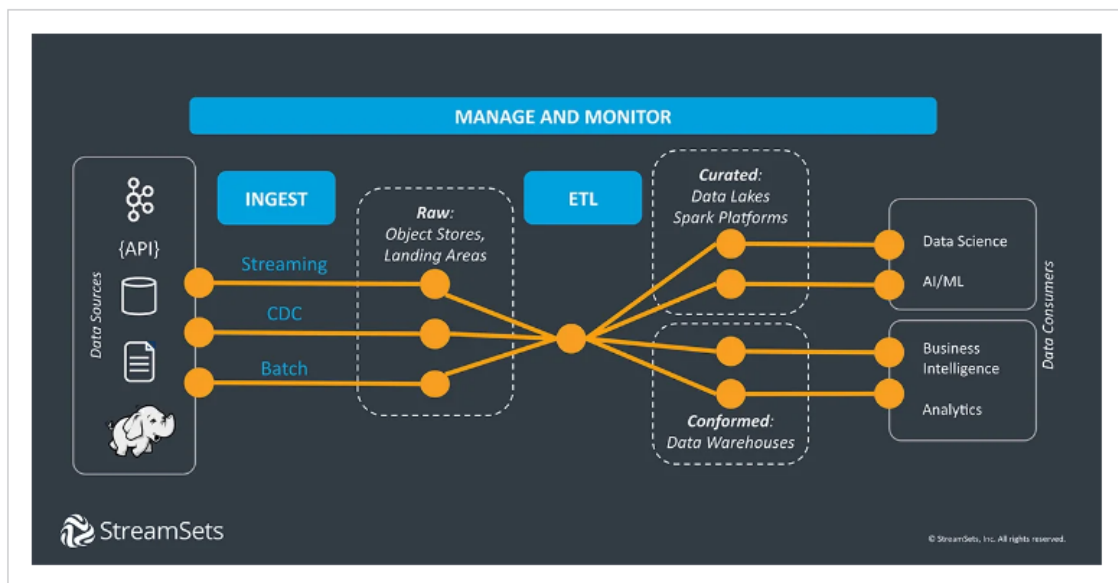 MANAGE AND MONITOR
Data Sources
{API}
INGEST
Streaming
CDC
Batch
Raw:
Object Stores,
Landing Areas
ETL
Curated:
Data Lakes
Spark Platforms
Conformed:
Data Warehouses
Data Science
AI/ML
Business
Intelligence
Analytics
Data Consumers
StreamSets
© StreamSets, Inc. All rights reserved.